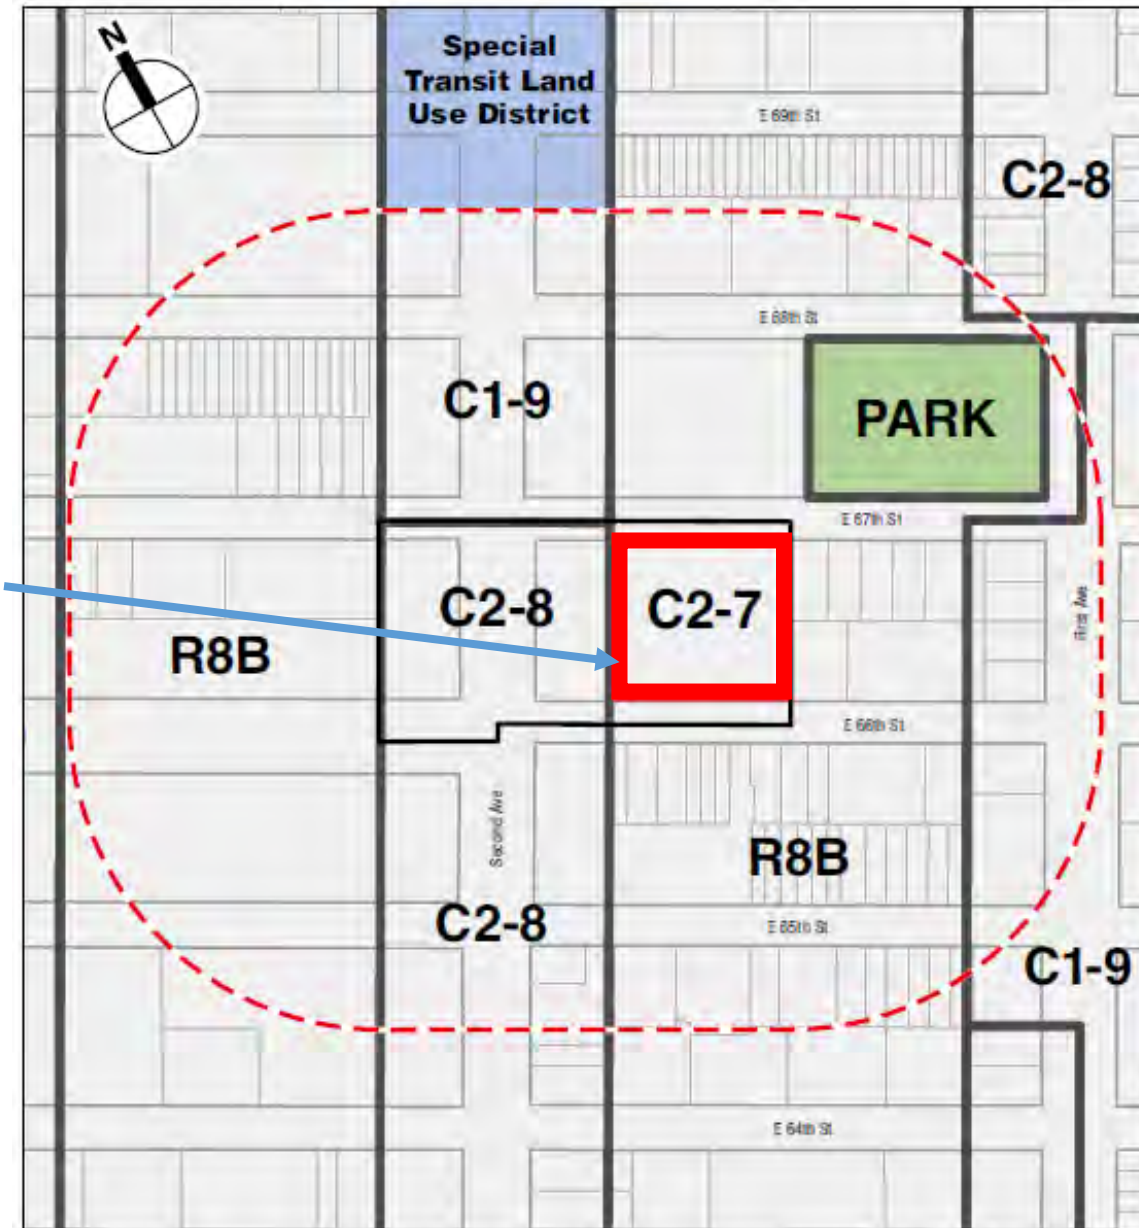 N
Special
Transit Land
Use District
E 69th St
C2-8
E 68th St
C1-9
PARK
E 67th St
C2-8
C2-7
First Ave
R8B
E 66th St
Second Ave
R8B
C2-8
E 65th St
C1-9
E 64th St